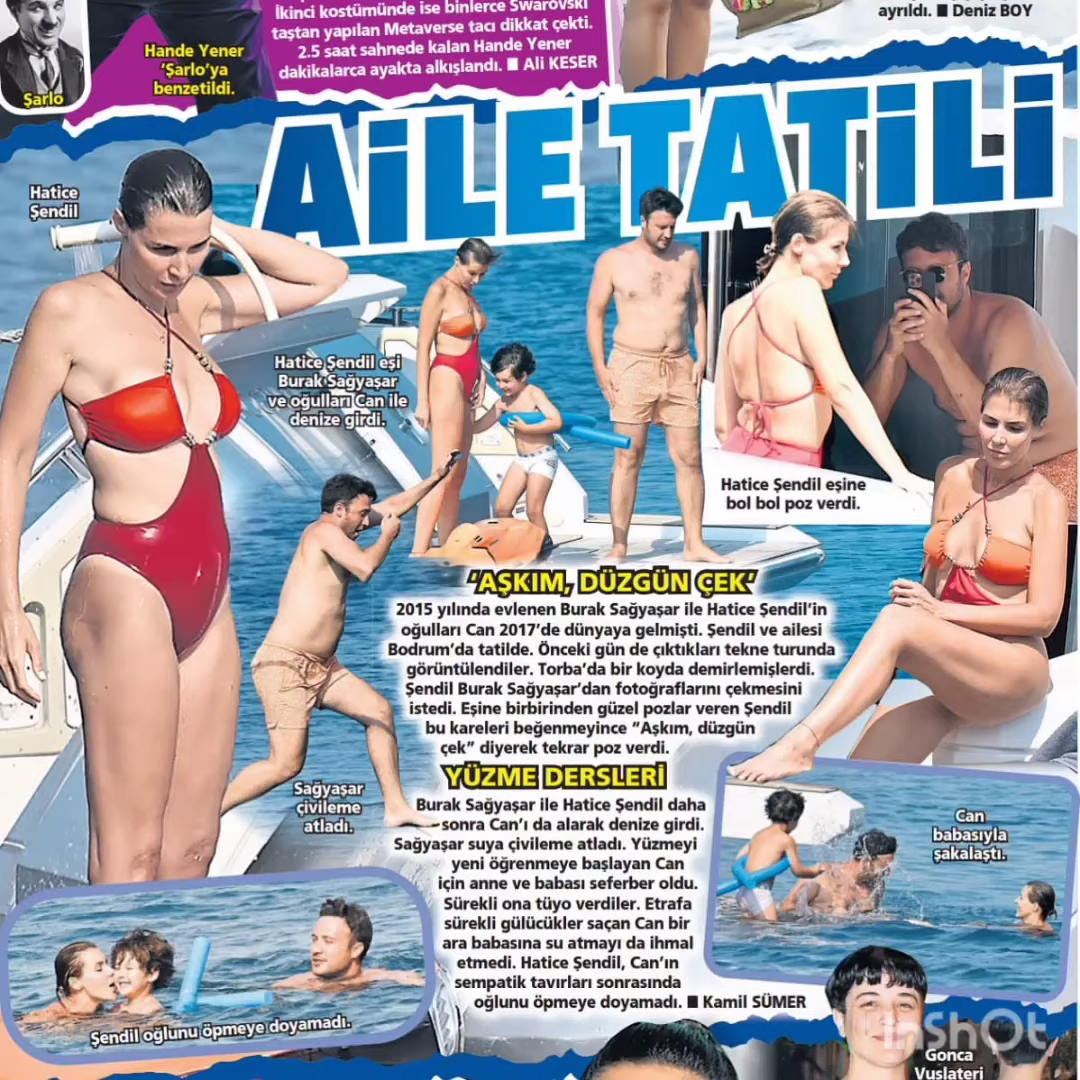 İkinci kostümünde ise binlerce Swarovski
taştan yapılan Metaverse tacı dikkat çekti.
2.5 saat sahnede kalan Hande Yener
dakikalarca ayakta alkışlandı. ■ Ali KESER
Hande Yener
'Şarlo'ya
benzetildi.
Şarlo
ayrıldı. ■ Deniz BOY
AİLE TATİLİ
Hatice
Şendil
Hatice Şendil eşi
Burak Sağyaşar
ve oğulları Can ile
denize girdi.
Hatice Şendil eşine
bol bol poz verdi.
'AŞKIM, DÜZGÜN ÇEK'
2015 yılında evlenen Burak Sağyaşar ile Hatice Şendil'in
oğulları Can 2017'de dünyaya gelmişti. Şendil ve ailesi
Bodrum'da tatilde. Önceki gün de çıktıkları tekne turunda
görüntülendiler. Torba'da bir koyda demirlemişlerdi.
Şendil Burak Sağyaşar'dan fotoğraflarını çekmesini
istedi. Eşine birbirinden güzel pozlar veren Şendil
bu kareleri beğenmeyince "Aşkım, düzgün
çek" diyerek tekrar poz verdi.
YÜZME DERSLERİ
Burak Sağyaşar ile Hatice Şendil daha
sonra Can'ı da alarak denize girdi.
Sağyaşar suya çivileme atladı. Yüzmeyi
yeni öğrenmeye başlayan Can
için anne ve babası seferber oldu.
Sürekli ona tüyo verdiler. Etrafa
sürekli gülücükler saçan Can bir
ara babasına su atmayı da ihmal
etmedi. Hatice Şendil, Can'ın
sempatik tavırları sonrasında
oğlunu öpmeye doyamadı. ■ Kamil SÜMER
Sağyaşar
çivileme
atladı.
Can
babasıyla
şakalaştı.
Şendil oğlunu öpmeye doyamadı.
InShOt
Gonca
Vuslateri